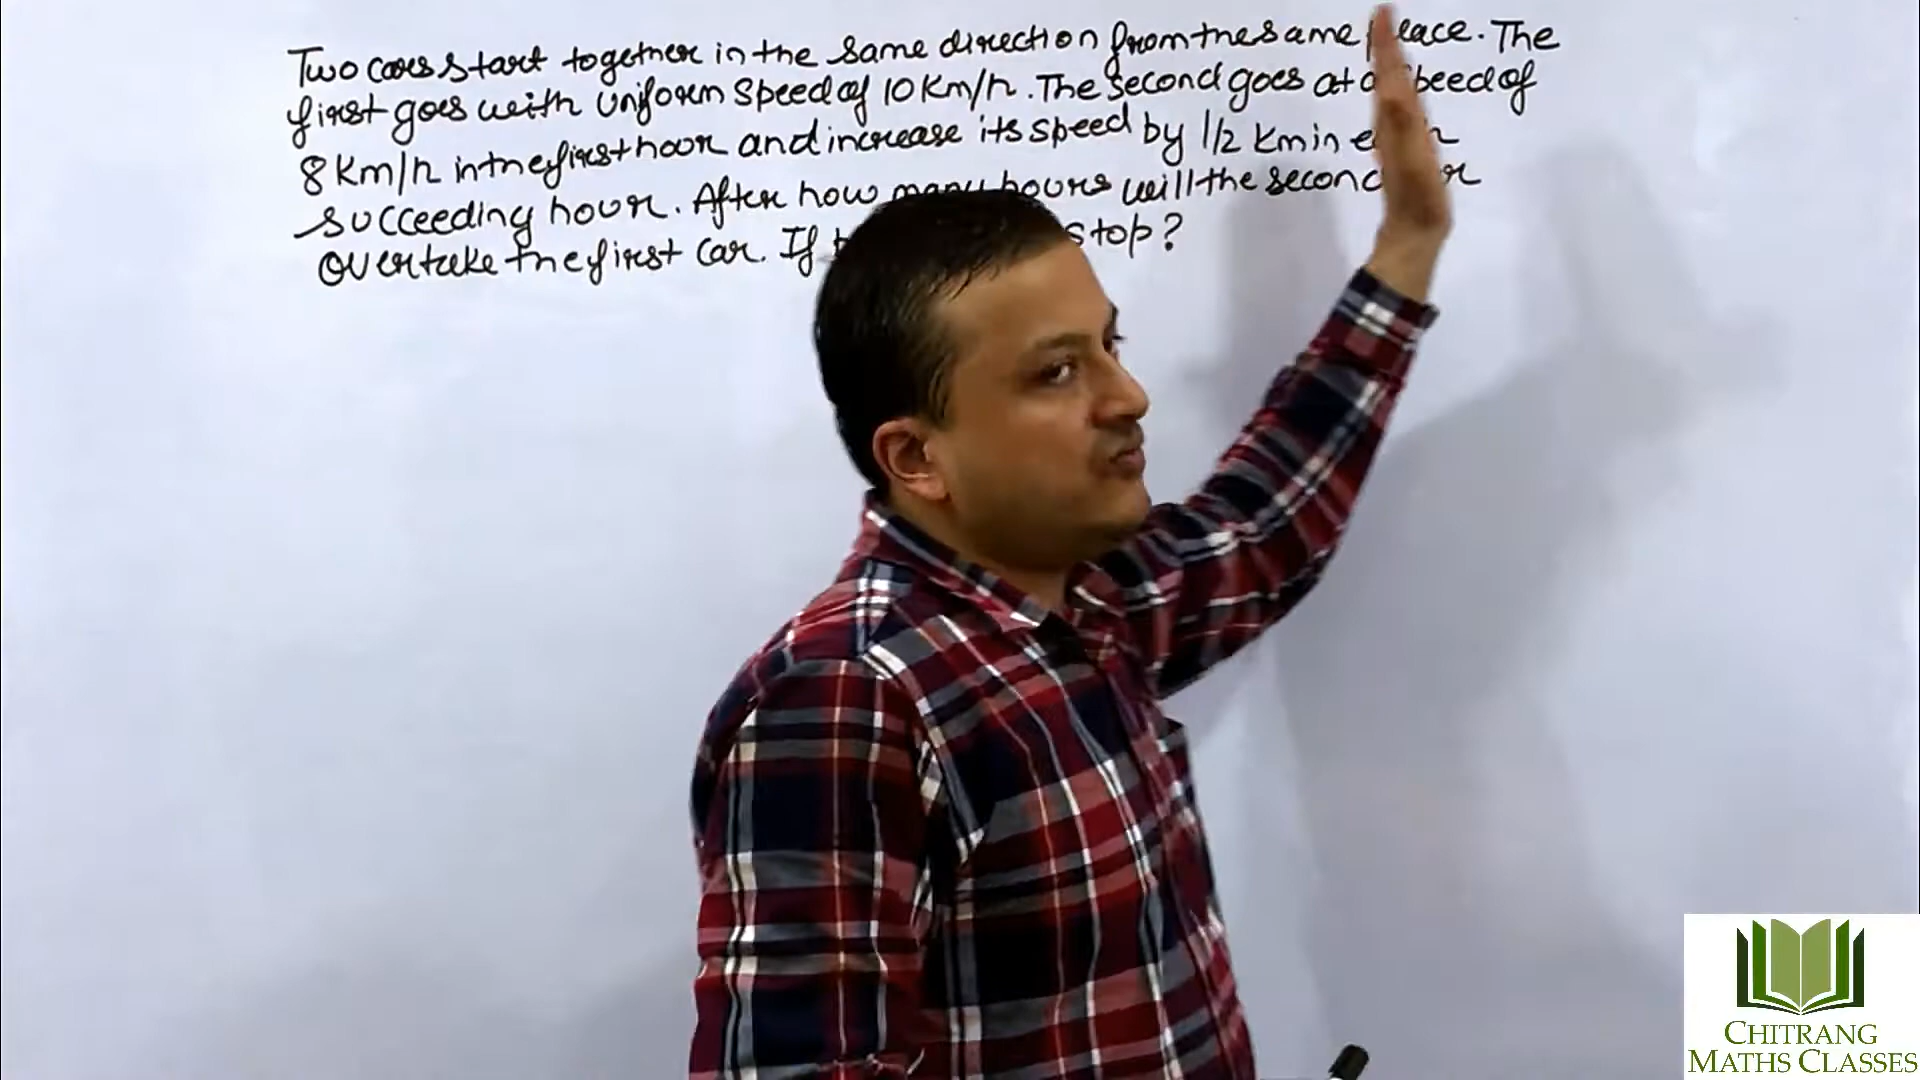 Two cars start together in the same direction from the same place. The
first goes with uniform speed of 10 Km/h. The second goes at a speed of
8 Km/h in the first hour and increase its speed by 1/2 Km in
succeeding hour. After how many hours will the second
overtake the first car. If stop?
CHITRANG
MATHS CLASSES